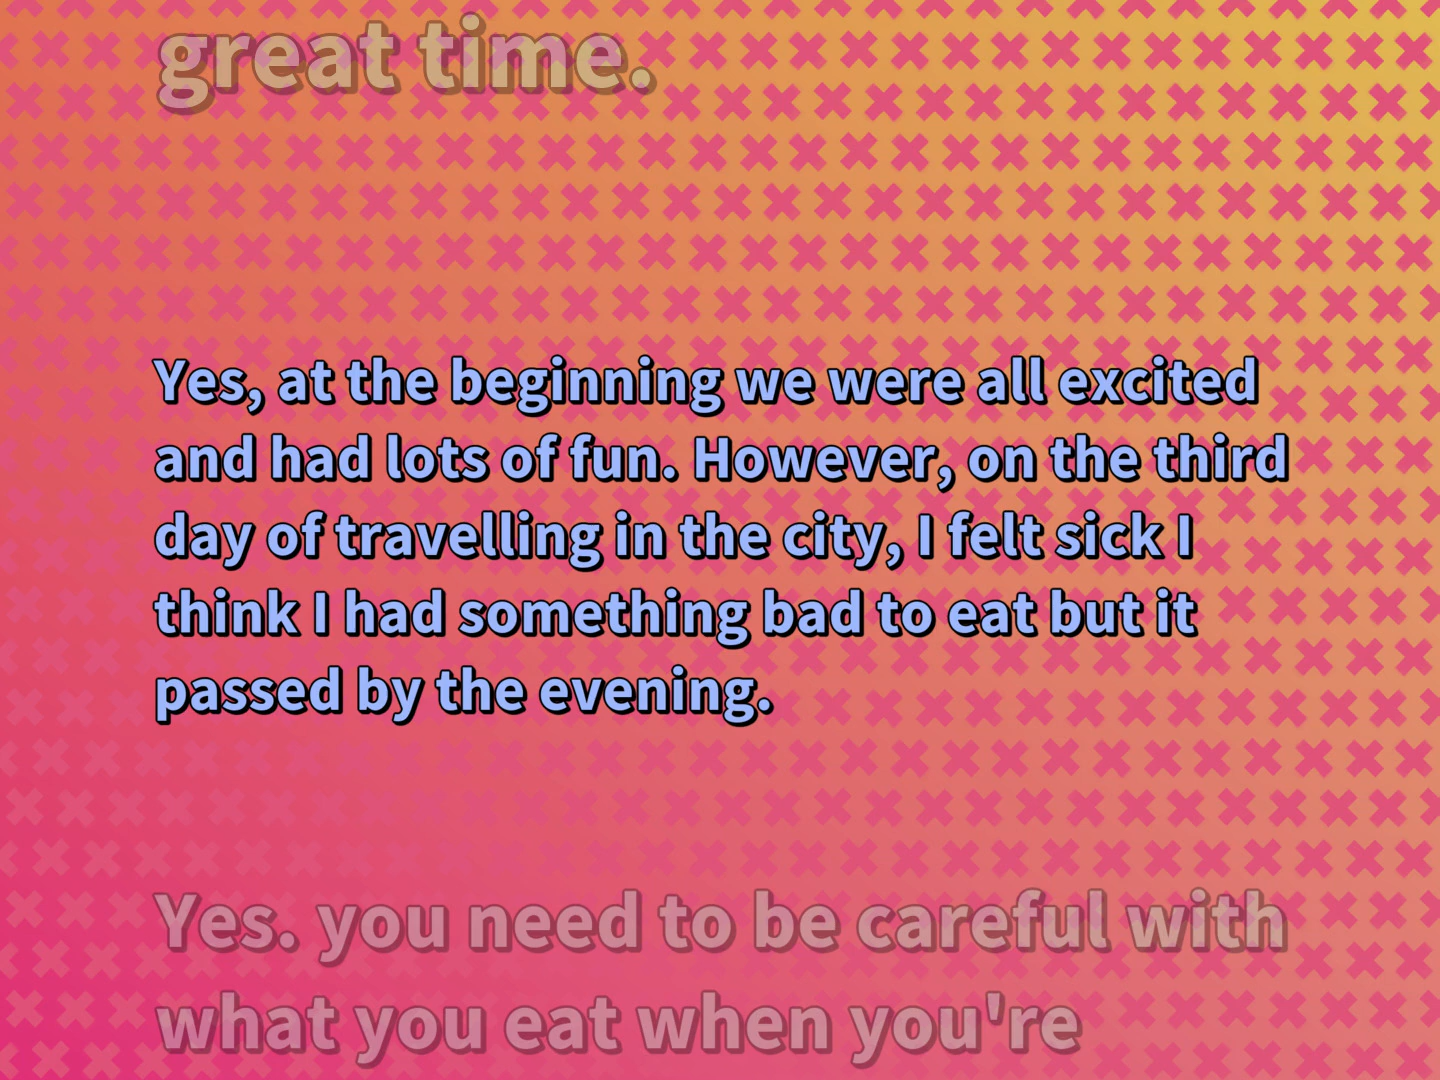 great time.
Yes, at the beginning we were all excited
and had lots of fun. However, on the third
day of travelling in the city, I felt sick I
think I had something bad to eat but it
passed by the evening.
Yes. you need to be careful with
what you eat when you're